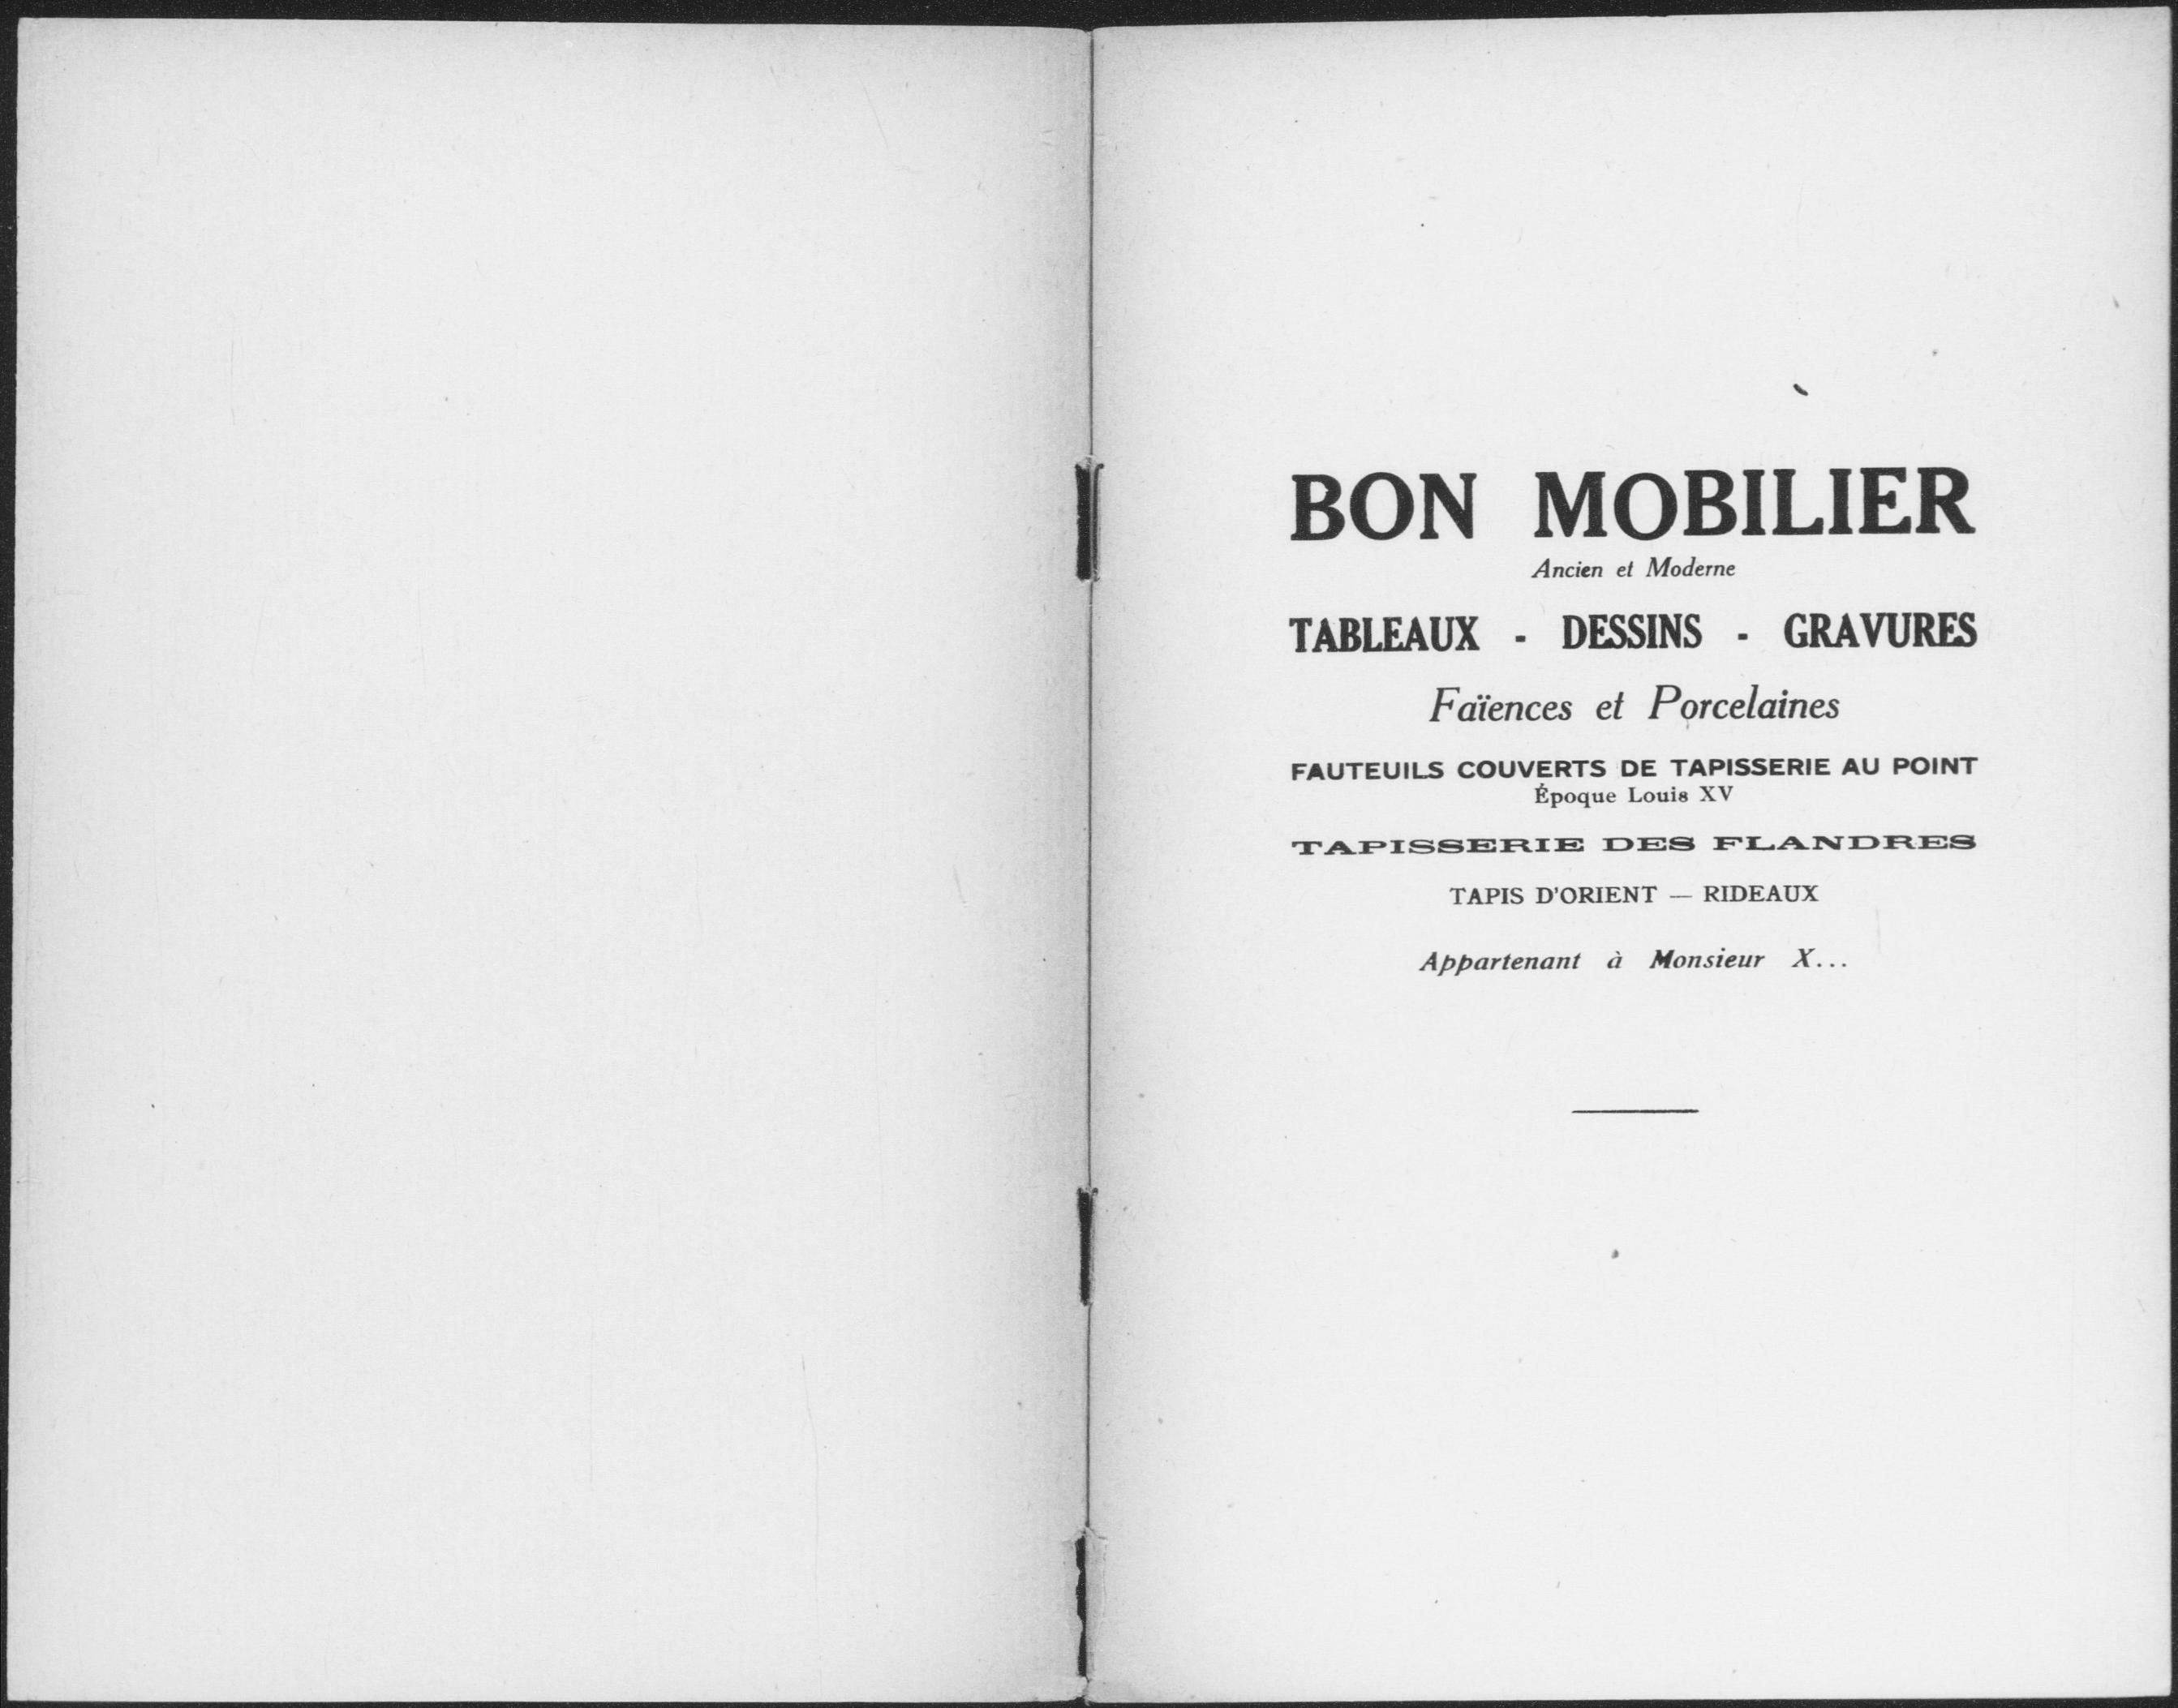 BON MOBILIER
Ancien et Moderne
TABLEAUX - DESSINS - GRAVURES
Faïences et Porcelaines
FAUTEUILS COUVERTS DE TAPISSERIE AU POINT
Époque Louis XV
TAPISSERIE DES FLANDRES
TAPIS D'ORIENT — RIDEAUX
Appartenant à Monsieur X...